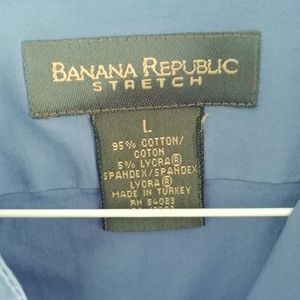 BANANA REPUBLIC
STRETCH
L
95% COTTON/
COTON
5% LYCRA®
SPANDEX/SPANDEX
LYCRA®
MADE IN TURKEY
RN 54023